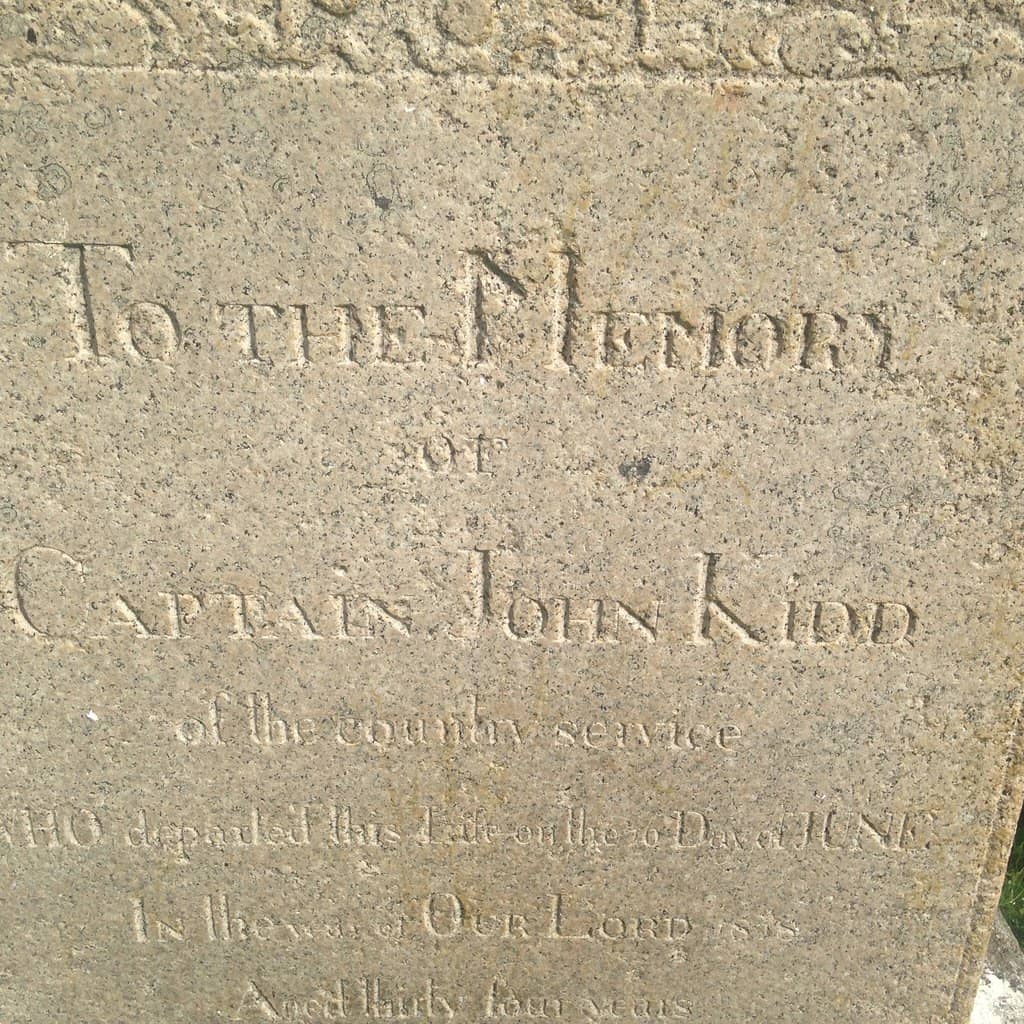 TO THE MEMORY
OF
CAPTAIN JOHN KIDD
of the country service
WHO departed this Life on the 20 Day of JUNE
IN the year of OUR LORD
Aged thirty four years